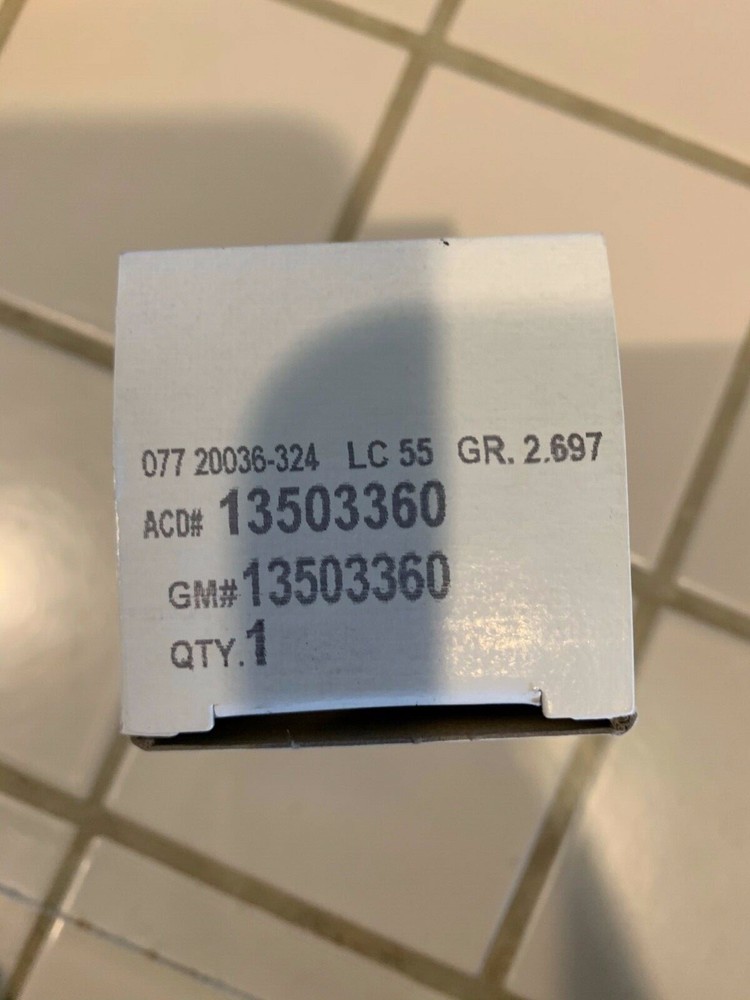 077 20036-324 LC 55 GR. 2.697
ACD# 13503360
GM# 13503360
QTY. 1